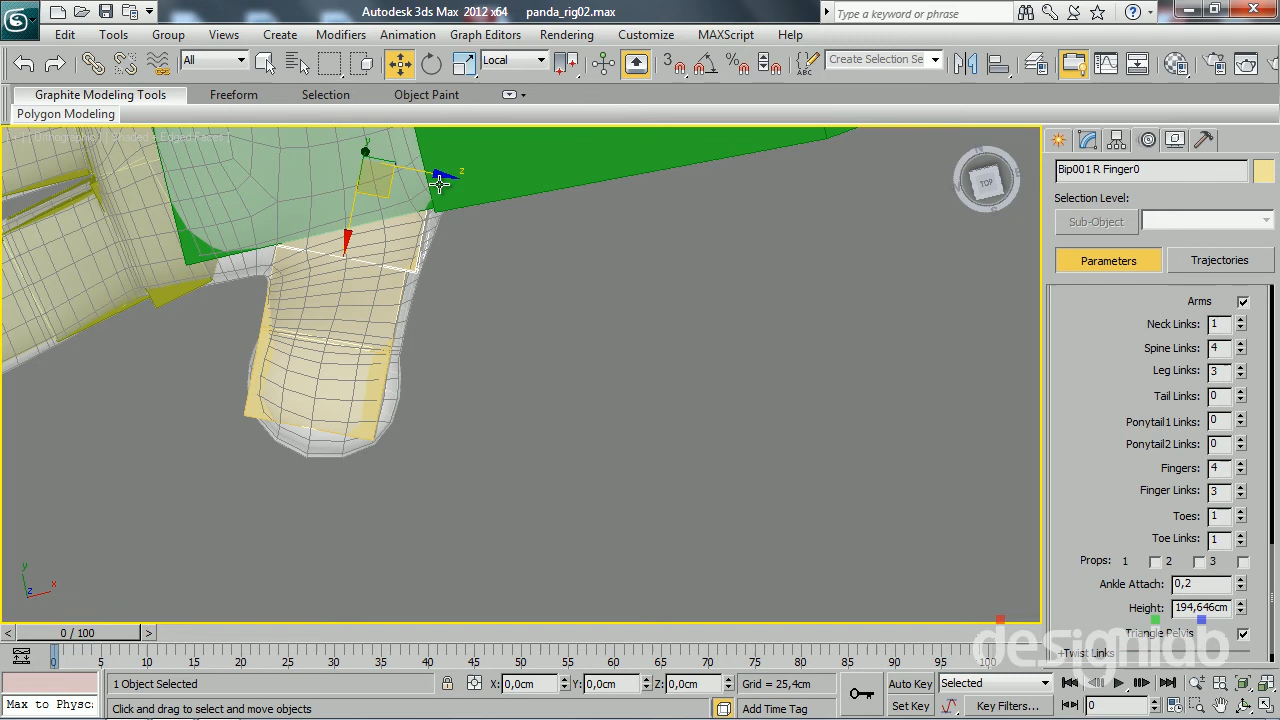 Autodesk 3ds Max 2012 x64 panda_rig02.max
Type a keyword or phrase
Edit Tools Group Views Create Modifiers Animation Graph Editors Rendering Customize MAXScript Help
All Local Create Selection Se
Graphite Modeling Tools Freeform Selection Object Paint
Polygon Modeling
y z
TOP
Bip001 R Finger0
Selection Level:
Sub-Object
Parameters Trajectories
Arms
Neck Links: 1
Spine Links: 4
Leg Links: 3
Tail Links: 0
Ponytail1 Links: 0
Ponytail2 Links: 0
Fingers: 4
Finger Links: 3
Toes: 1
Toe Links: 1
Props: 1 2 3
Ankle Attach: 0,2
Height: 194,646cm
Triangle Pelvis
+Twist Links
designlab
y x z
< 0 / 100 >
0 5 10 15 20 25 30 35 40 45 50 55 60 65 70 75 80 85 90 95 100
1 Object Selected X: 0,0cm Y: 0,0cm Z: 0,0cm Grid = 25,4cm Auto Key Selected
Max to Physc: Click and drag to select and move objects Add Time Tag Set Key Key Filters... 0